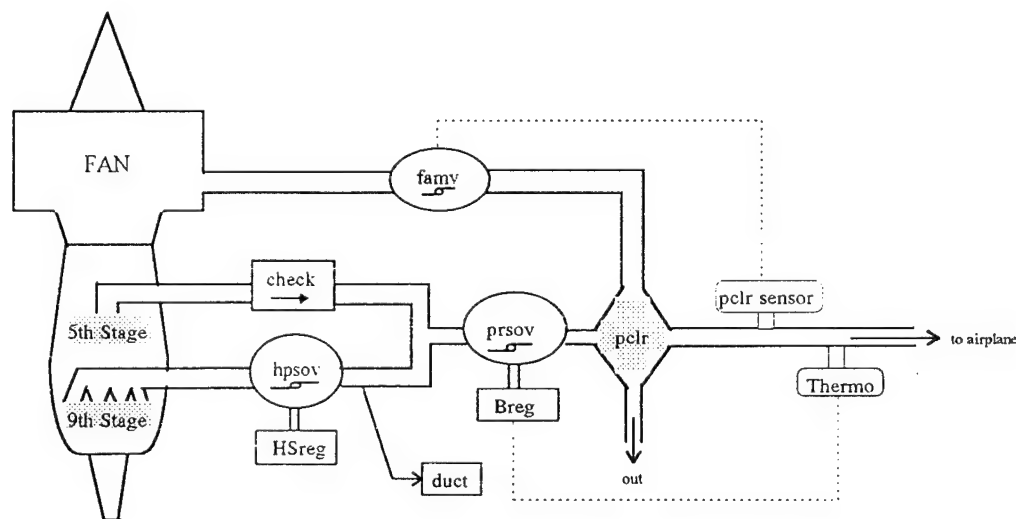 FAN
famv
check
pclr sensor
5th Stage
prsov
pclr
to airplane
hpsov
Thermo
9th Stage
Breg
HSreg
duct
out